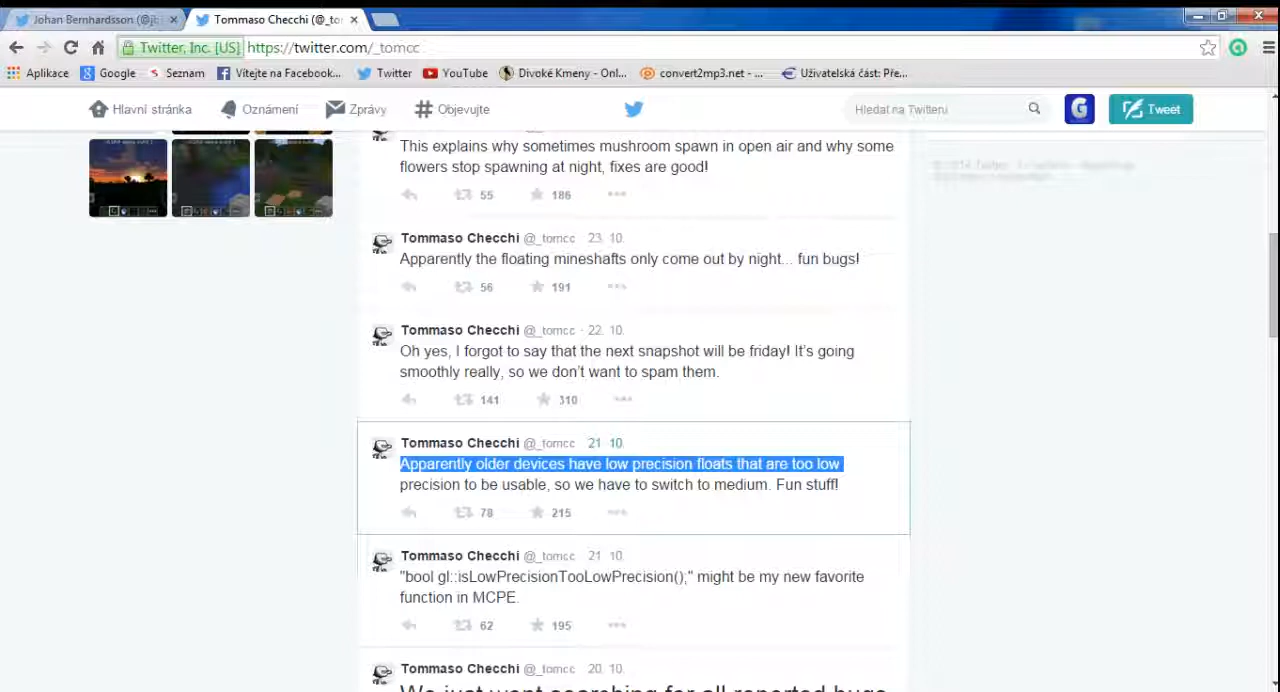 Johan Bernhardsson (@jb
Tommaso Checchi (@_to
Twitter, Inc. [US] https://twitter.com/_tomcc
Aplikace Google Seznam Vítejte na Facebook... Twitter YouTube Divoké Kmeny - Onl... convert2mp3.net - ... Uživatelská část: Pře...
Hlavní stránka Oznámení Zprávy Objevujte Hledat na Twitteru Tweet
This explains why sometimes mushroom spawn in open air and why some
flowers stop spawning at night, fixes are good!
55 186
Tommaso Checchi @_tomcc · 23. 10.
Apparently the floating mineshafts only come out by night... fun bugs!
56 191
Tommaso Checchi @_tomcc · 22. 10.
Oh yes, I forgot to say that the next snapshot will be friday! It's going
smoothly really, so we don't want to spam them.
141 310
Tommaso Checchi @_tomcc 21 10.
Apparently older devices have low precision floats that are too low
precision to be usable, so we have to switch to medium. Fun stuff!
78 215
Tommaso Checchi @_tomcc 21 10.
"bool gl::isLowPrecisionTooLowPrecision();" might be my new favorite
function in MCPE.
62 195
Tommaso Checchi @_tomcc · 20. 10.
We just went searching for all reported bugs